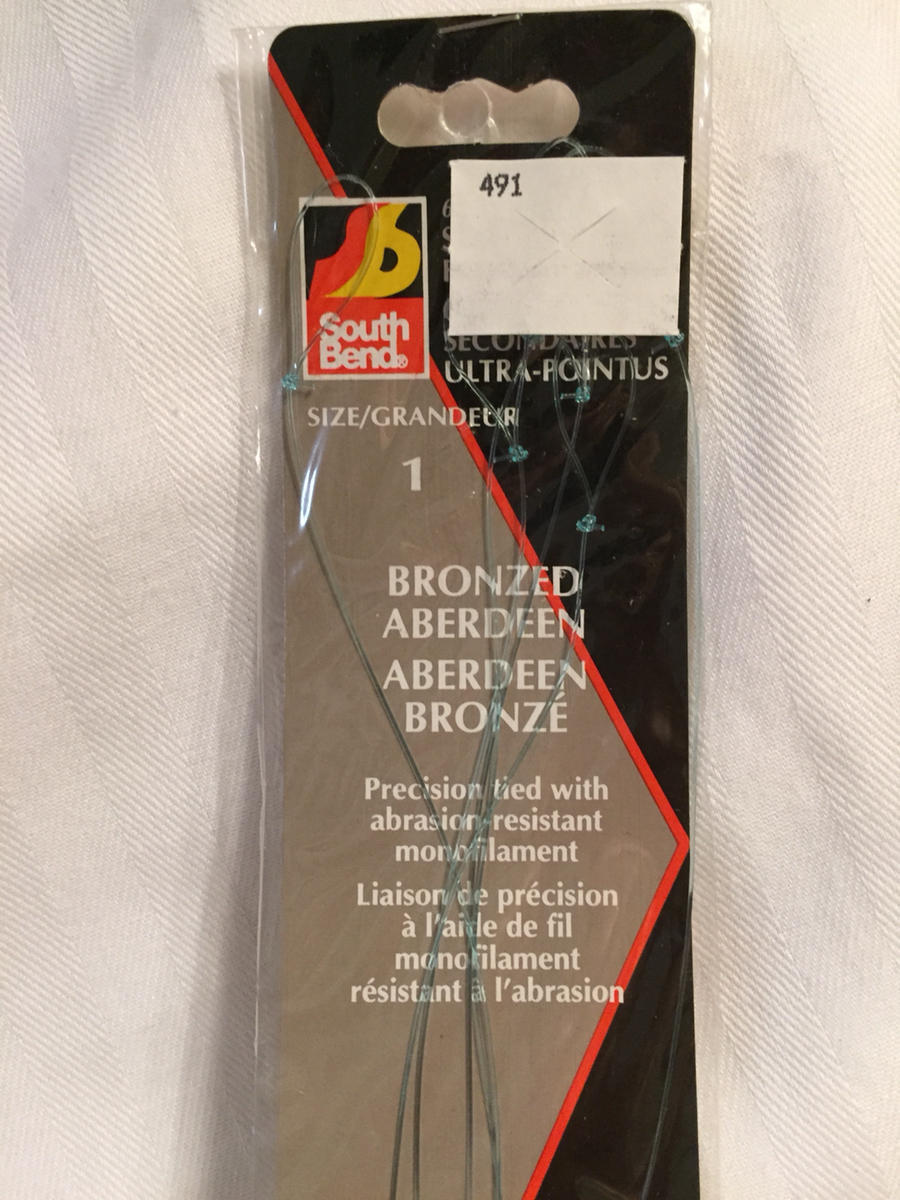 491
South
Bend®
SECONDAIRES
ULTRA-POINTUS
SIZE/GRANDEUR
1
BRONZED
ABERDEEN
ABERDEEN
BRONZÉ
Precision tied with
abrasion-resistant
monofilament
Liaison de précision
à l'aide de fil
monofilament
résistant à l'abrasion